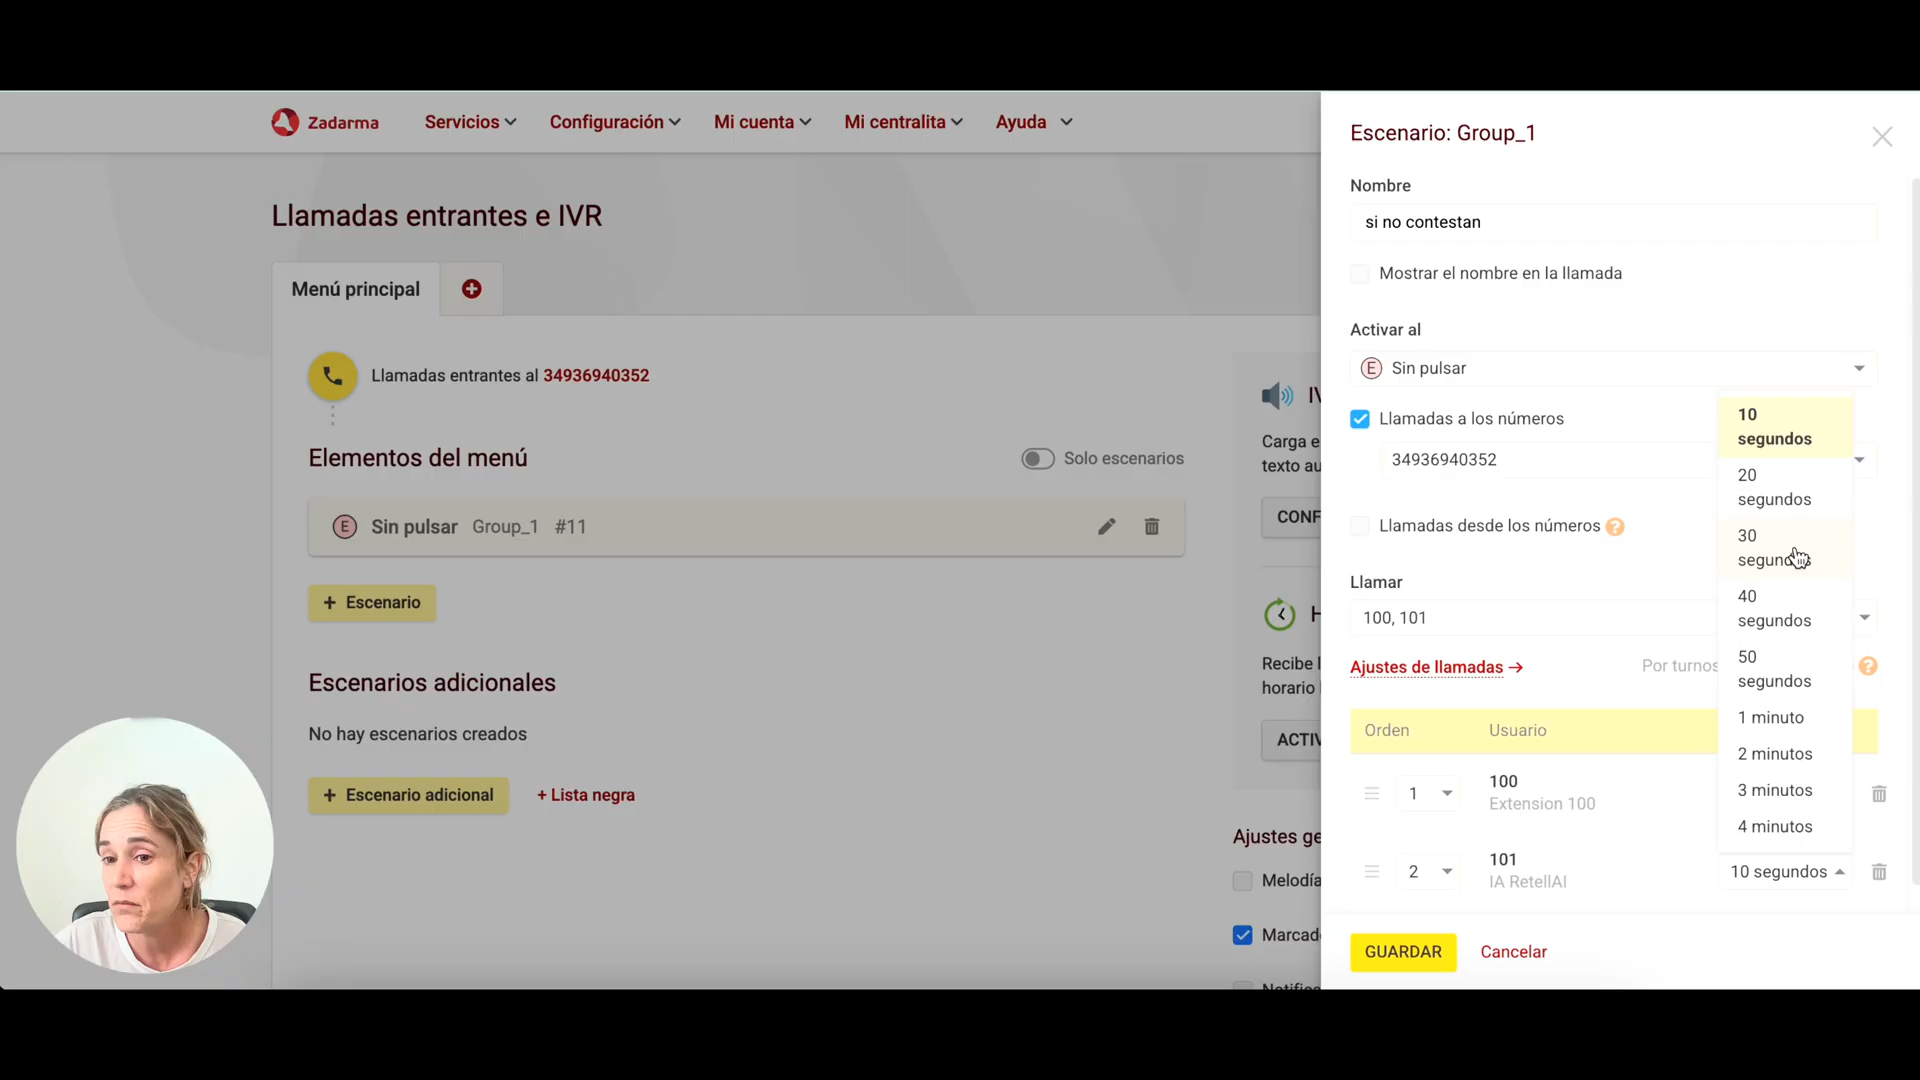 Zadarma
Servicios
Configuración
Mi cuenta
Mi centralita
Ayuda
Llamadas entrantes e IVR
Menú principal
Llamadas entrantes al 34936940352
Elementos del menú
Solo escenarios
E Sin pulsar Group_1 #11
+ Escenario
Escenarios adicionales
No hay escenarios creados
+ Escenario adicional
+ Lista negra
Carga e
texto au
CONF
Recibe l
horario
ACTIV
Ajustes ge
Melodía
Marcado
Notific
Escenario: Group_1
Nombre
si no contestan
Mostrar el nombre en la llamada
Activar al
E Sin pulsar
Llamadas a los números
34936940352
Llamadas desde los números ?
Llamar
100, 101
Ajustes de llamadas →
Por turnos
?
Orden Usuario
1
100
Extension 100
2
101
IA RetellAI
10 segundos
10
segundos
20
segundos
30
segundos
40
segundos
50
segundos
1 minuto
2 minutos
3 minutos
4 minutos
GUARDAR
Cancelar